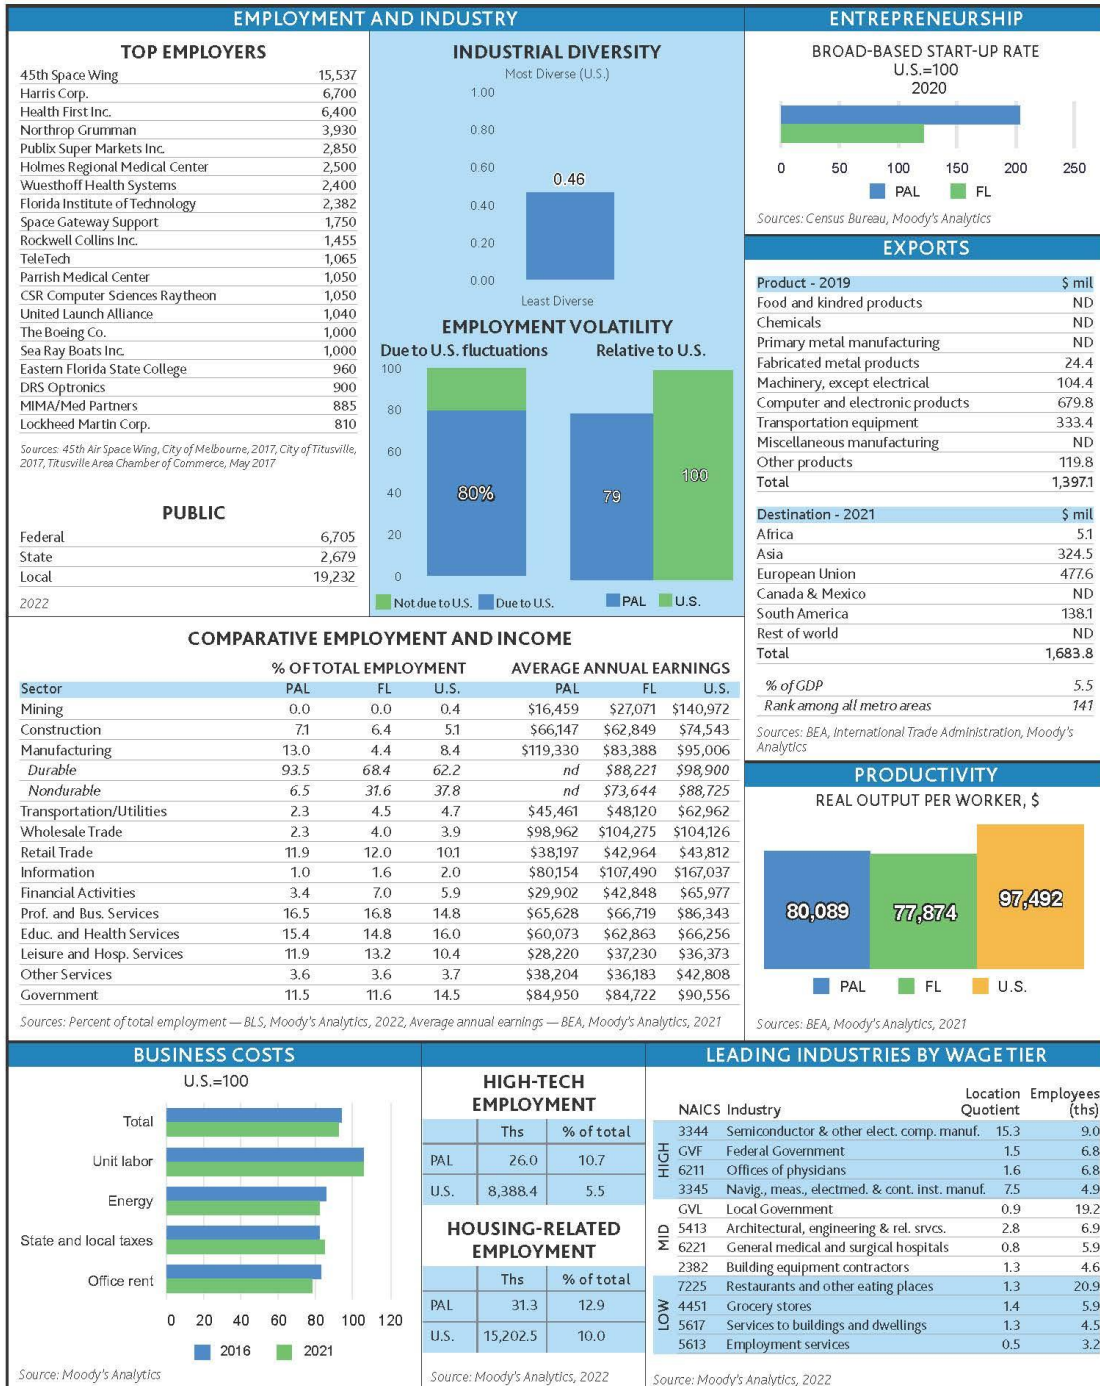 EMPLOYMENT AND INDUSTRY
TOP EMPLOYERS
45th Space Wing 15,537
Harris Corp. 6,700
Health First Inc. 6,400
Northrop Grumman 3,930
Publix Super Markets Inc. 2,850
Holmes Regional Medical Center 2,500
Wuesthoff Health Systems 2,400
Florida Institute of Technology 2,382
Space Gateway Support 1,750
Rockwell Collins Inc. 1,455
TeleTech 1,065
Parrish Medical Center 1,050
CSR Computer Sciences Raytheon 1,050
United Launch Alliance 1,040
The Boeing Co. 1,000
Sea Ray Boats Inc. 1,000
Eastern Florida State College 960
DRS Optronics 900
MIMA/Med Partners 885
Lockheed Martin Corp. 810
Sources: 45th Air Space Wing, City of Melbourne, 2017, City of Titusville,
2017, Titusville Area Chamber of Commerce, May 2017
PUBLIC
Federal 6,705
State 2,679
Local 19,232
2022
INDUSTRIAL DIVERSITY
Most Diverse (U.S.)
1.00
0.80
0.60
0.46
0.40
0.20
0.00
Least Diverse
EMPLOYMENT VOLATILITY
Due to U.S. fluctuations Relative to U.S.
100
80
60
40
20
0
80%
79
100
Not due to U.S. Due to U.S. PAL U.S.
ENTREPRENEURSHIP
BROAD-BASED START-UP RATE
U.S.=100
2020
0 50 100 150 200 250
PAL FL
Sources: Census Bureau, Moody's Analytics
EXPORTS
Product - 2019 $ mil
Food and kindred products ND
Chemicals ND
Primary metal manufacturing ND
Fabricated metal products 24.4
Machinery, except electrical 104.4
Computer and electronic products 679.8
Transportation equipment 333.4
Miscellaneous manufacturing ND
Other products 119.8
Total 1,397.1
Destination - 2021 $ mil
Africa 5.1
Asia 324.5
European Union 477.6
Canada & Mexico ND
South America 138.1
Rest of world ND
Total 1,683.8
% of GDP 5.5
Rank among all metro areas 141
Sources: BEA, International Trade Administration, Moody's
Analytics
COMPARATIVE EMPLOYMENT AND INCOME
% OF TOTAL EMPLOYMENT AVERAGE ANNUAL EARNINGS
Sector PAL FL U.S. PAL FL U.S.
Mining 0.0 0.0 0.4 $16,459 $27,071 $140,972
Construction 7.1 6.4 5.1 $66,147 $62,849 $74,543
Manufacturing 13.0 4.4 8.4 $119,330 $83,388 $95,006
Durable 93.5 68.4 62.2 nd $88,221 $98,900
Nondurable 6.5 31.6 37.8 nd $73,644 $88,725
Transportation/Utilities 2.3 4.5 4.7 $45,461 $48,120 $62,962
Wholesale Trade 2.3 4.0 3.9 $98,962 $104,275 $104,126
Retail Trade 11.9 12.0 10.1 $38,197 $42,964 $43,812
Information 1.0 1.6 2.0 $80,154 $107,490 $167,037
Financial Activities 3.4 7.0 5.9 $29,902 $42,848 $65,977
Prof. and Bus. Services 16.5 16.8 14.8 $65,628 $66,719 $86,343
Educ. and Health Services 15.4 14.8 16.0 $60,073 $62,863 $66,256
Leisure and Hosp. Services 11.9 13.2 10.4 $28,220 $37,230 $36,373
Other Services 3.6 3.6 3.7 $38,204 $36,183 $42,808
Government 11.5 11.6 14.5 $84,950 $84,722 $90,556
Sources: Percent of total employment — BLS, Moody's Analytics, 2022, Average annual earnings — BEA, Moody's Analytics, 2021
PRODUCTIVITY
REAL OUTPUT PER WORKER, $
80,089 77,874 97,492
PAL FL U.S.
Sources: BEA, Moody's Analytics, 2021
BUSINESS COSTS
U.S.=100
Total
Unit labor
Energy
State and local taxes
Office rent
0 20 40 60 80 100 120
2016 2021
Source: Moody's Analytics
HIGH-TECH
EMPLOYMENT
Ths % of total
PAL 26.0 10.7
U.S. 8,388.4 5.5
HOUSING-RELATED
EMPLOYMENT
Ths % of total
PAL 31.3 12.9
U.S. 15,202.5 10.0
Source: Moody's Analytics, 2022
LEADING INDUSTRIES BY WAGE TIER
Location Employees
NAICS Industry Quotient (ths)
HIGH
3344 Semiconductor & other elect. comp. manuf. 15.3 9.0
GVF Federal Government 1.5 6.8
6211 Offices of physicians 1.6 6.8
3345 Navig., meas., electmed. & cont. inst. manuf. 7.5 4.9
MID
GVL Local Government 0.9 19.2
5413 Architectural, engineering & rel. srvcs. 2.8 6.9
6221 General medical and surgical hospitals 0.8 5.9
2382 Building equipment contractors 1.3 4.6
LOW
7225 Restaurants and other eating places 1.3 20.9
4451 Grocery stores 1.4 5.9
5617 Services to buildings and dwellings 1.3 4.5
5613 Employment services 0.5 3.2
Source: Moody's Analytics, 2022